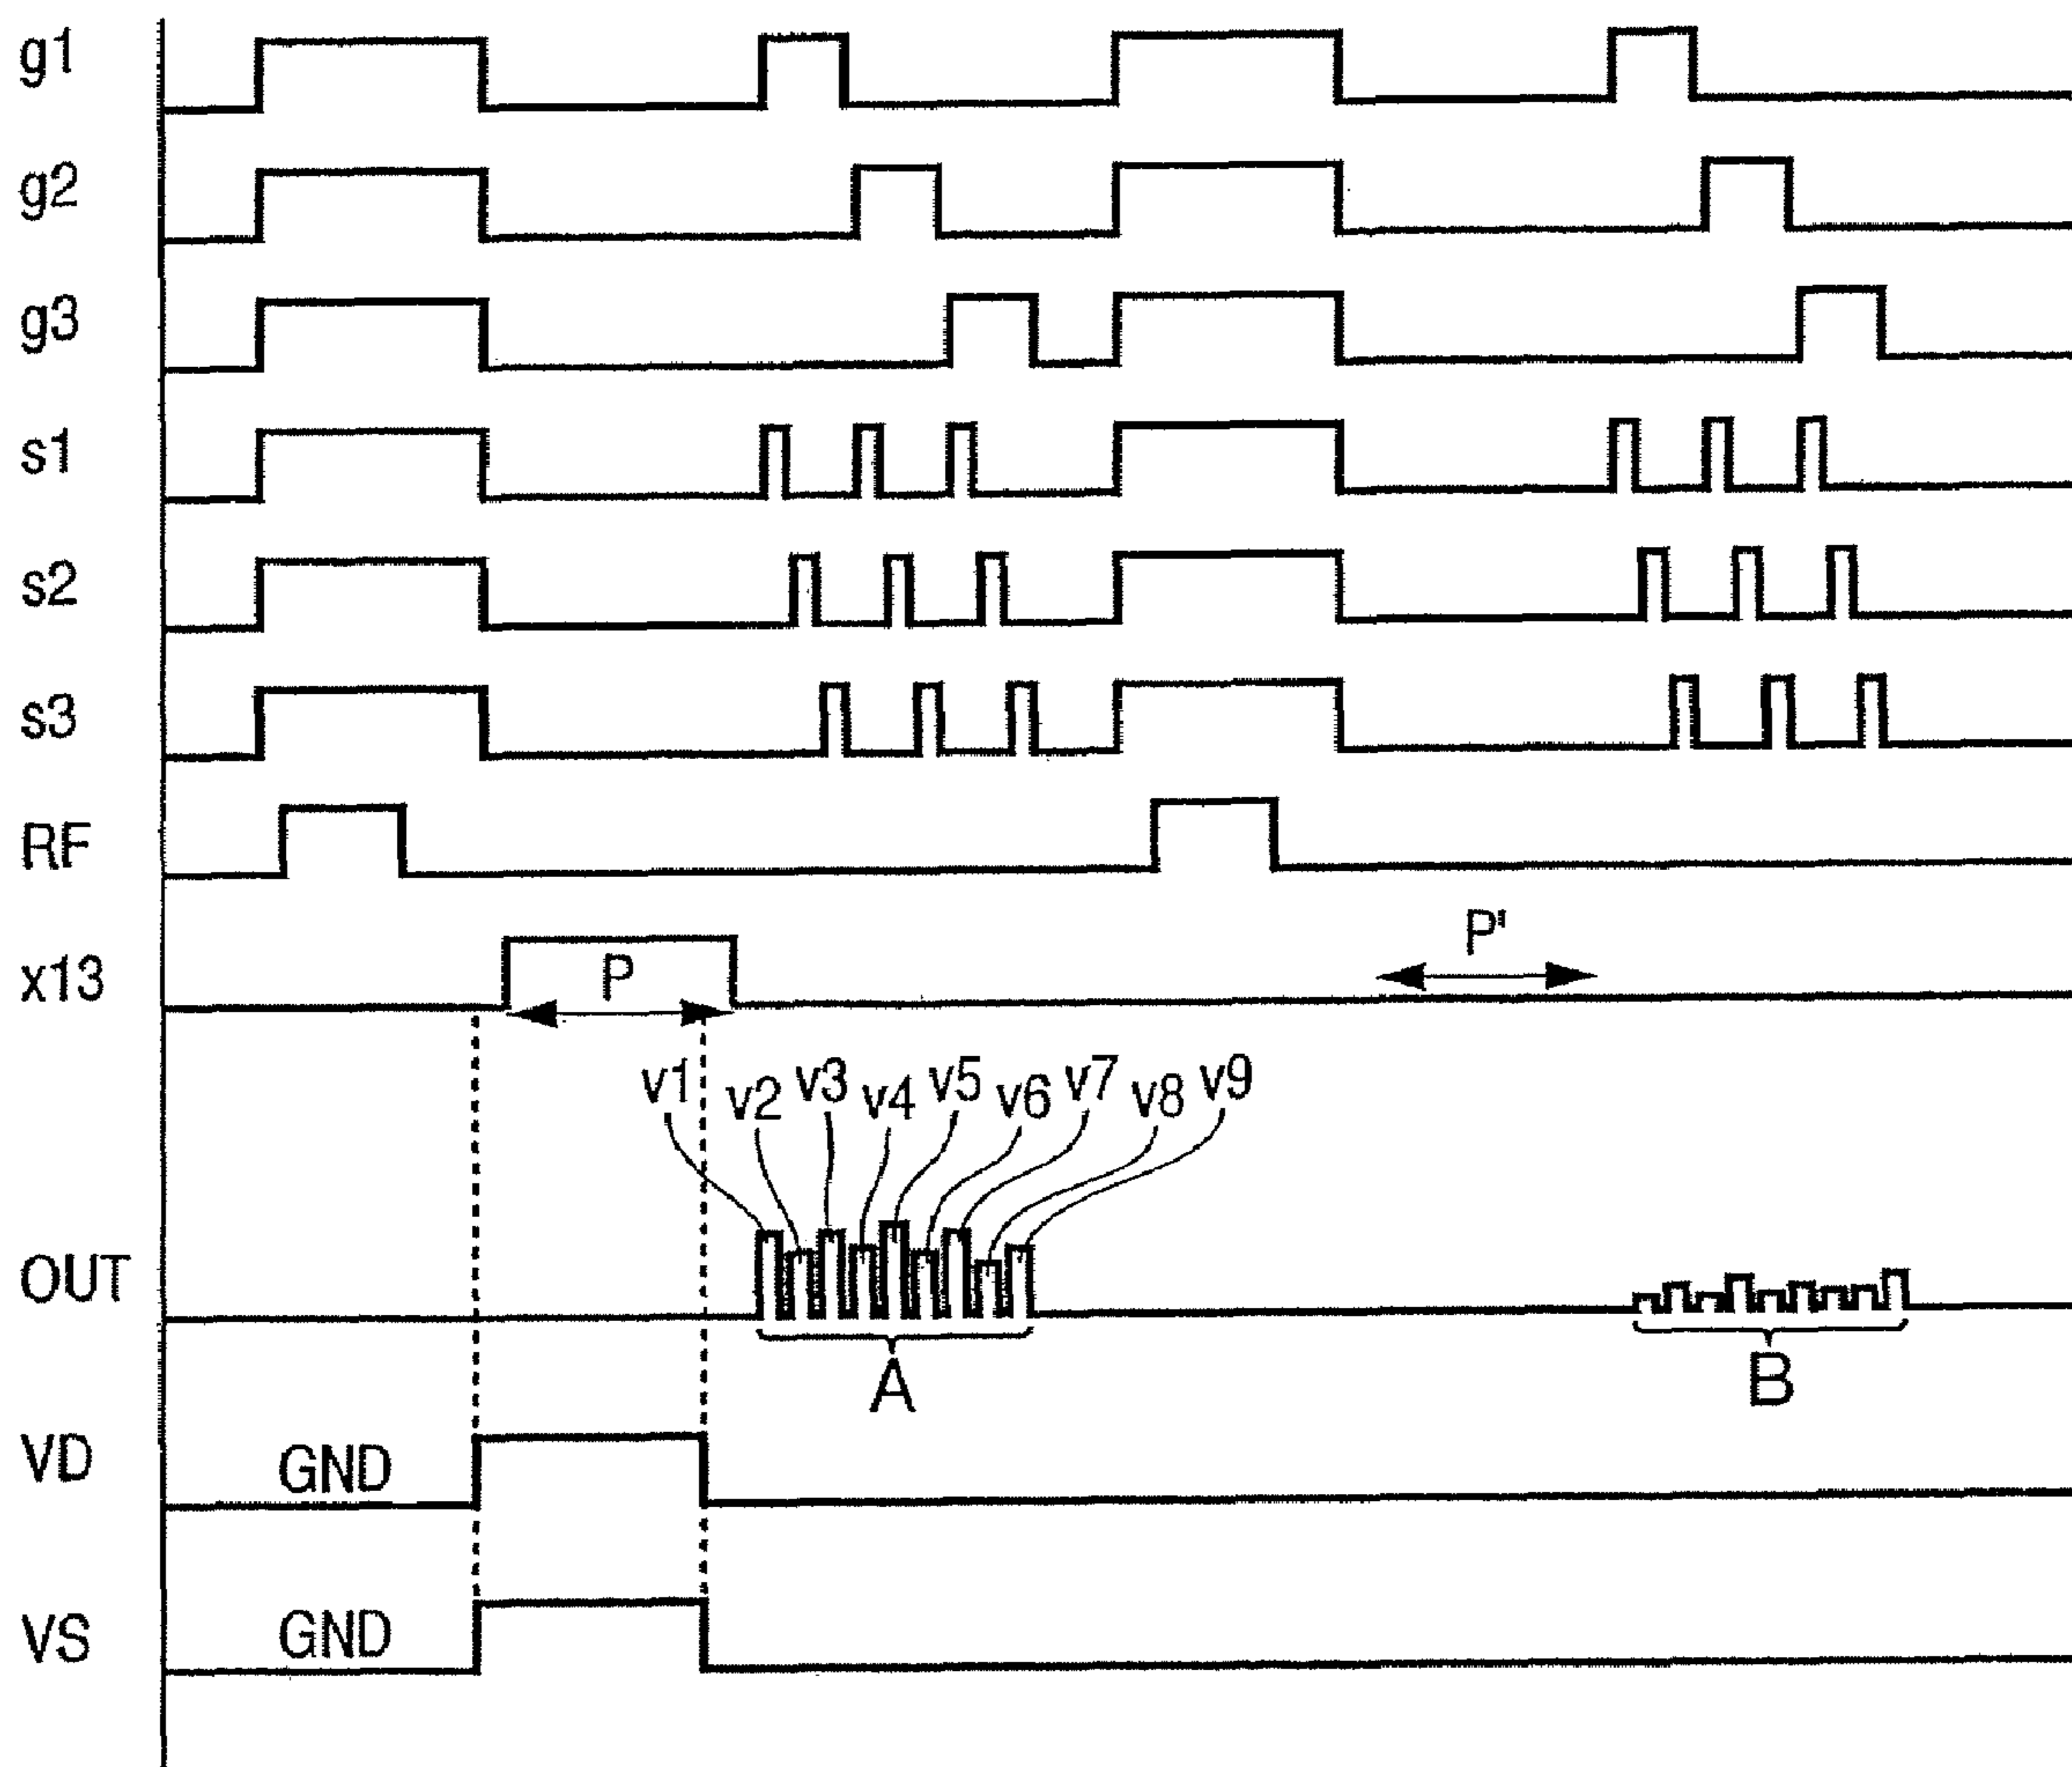 g1
g2
g3
s1
s2
s3
RF
x13
P
P'
v1 v2 v3 v4 v5 v6 v7 v8 v9
OUT
A
B
VD
GND
VS
GND